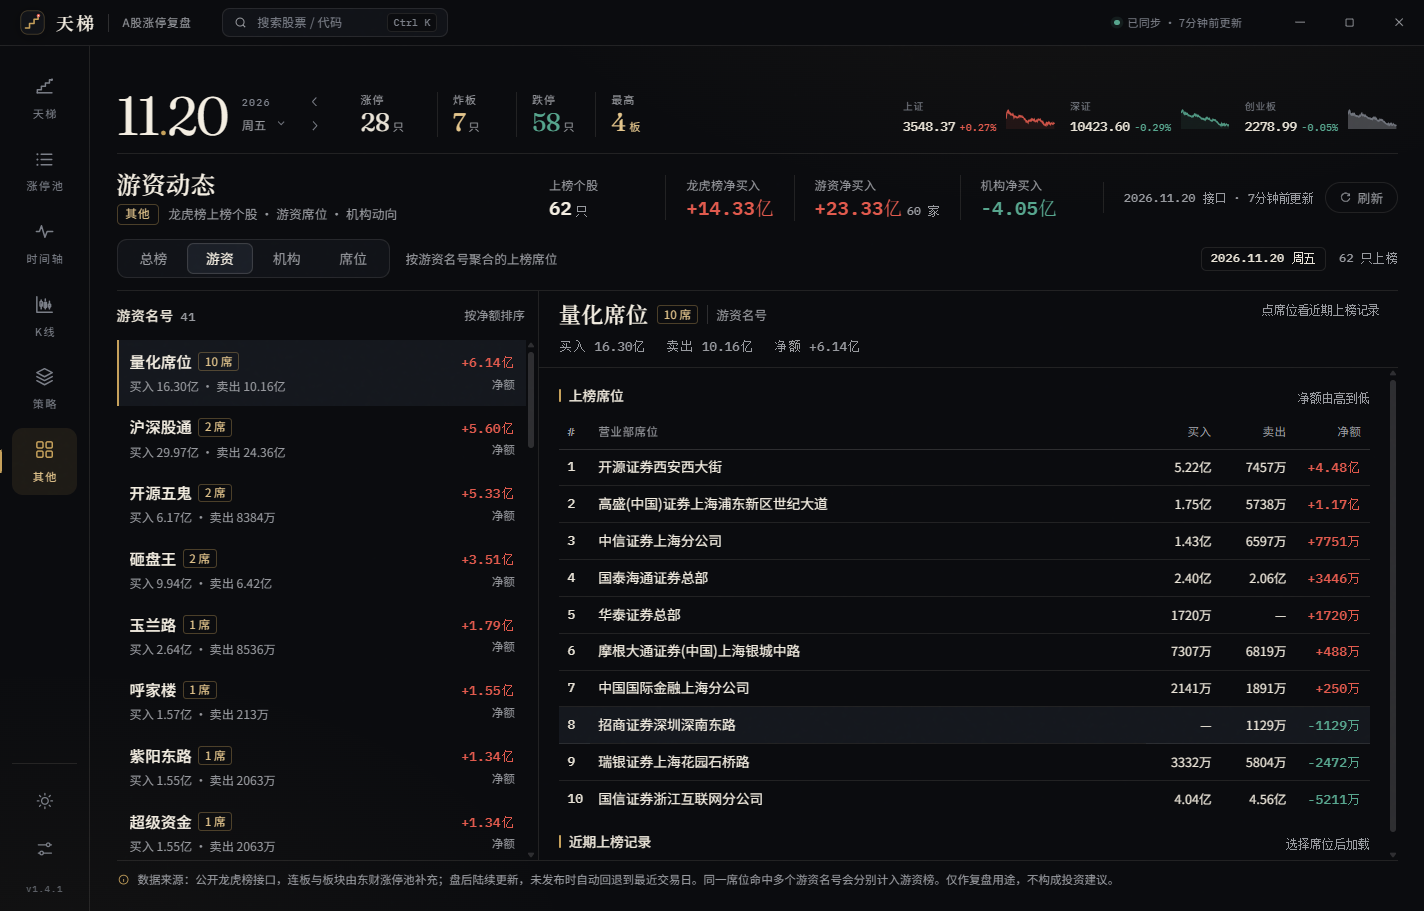 天梯 A股涨停复盘 搜索股票 / 代码 Ctrl K 已同步 • 7分钟前更新
天梯
涨停池
时间轴
K线
策略
其他
v1.4.1
11.20 2026 周五
涨停 28只
炸板 7只
跌停 58只
最高 4板
上证 3548.37 +0.27%
深证 10423.60 -0.29%
创业板 2278.99 -0.05%
游资动态
其他 龙虎榜上榜个股 • 游资席位 • 机构动向
上榜个股 62 只
龙虎榜净买入 +14.33亿
游资净买入 +23.33亿 60 家
机构净买入 -4.05亿
2026.11.20 接口 · 7分钟前更新 刷新
总榜 游资 机构 席位 按游资名号聚合的上榜席位
2026.11.20 周五 62 只上榜
游资名号 41 按净额排序
量化席位 10 席 +6.14亿
买入 16.30亿 • 卖出 10.16亿 净额
沪深股通 2 席 +5.60亿
买入 29.97亿 • 卖出 24.36亿 净额
开源五鬼 2 席 +5.33亿
买入 6.17亿 • 卖出 8384万 净额
砸盘王 2 席 +3.51亿
买入 9.94亿 • 卖出 6.42亿 净额
玉兰路 1 席 +1.79亿
买入 2.64亿 • 卖出 8536万 净额
呼家楼 1 席 +1.55亿
买入 1.57亿 • 卖出 213万 净额
紫阳东路 1 席 +1.34亿
买入 1.55亿 • 卖出 2063万 净额
超级资金 1 席 +1.34亿
买入 1.55亿 • 卖出 2063万 净额
量化席位 10 席 游资名号 点席位看近期上榜记录
买入 16.30亿 卖出 10.16亿 净额 +6.14亿
上榜席位 净额由高到低
# 营业部席位 买入 卖出 净额
1 开源证券西安西大街 5.22亿 7457万 +4.48亿
2 高盛(中国)证券上海浦东新区世纪大道 1.75亿 5738万 +1.17亿
3 中信证券上海分公司 1.43亿 6597万 +7751万
4 国泰海通证券总部 2.40亿 2.06亿 +3446万
5 华泰证券总部 1720万 — +1720万
6 摩根大通证券(中国)上海银城中路 7307万 6819万 +488万
7 中国国际金融上海分公司 2141万 1891万 +250万
8 招商证券深圳深南东路 — 1129万 -1129万
9 瑞银证券上海花园石桥路 3332万 5804万 -2472万
10 国信证券浙江互联网分公司 4.04亿 4.56亿 -5211万
近期上榜记录 选择席位后加载
数据来源：公开龙虎榜接口，连板与板块由东财涨停池补充；盘后陆续更新，未发布时自动回退到最近交易日。同一席位命中多个游资名号会分别计入游资榜。仅作复盘用途，不构成投资建议。